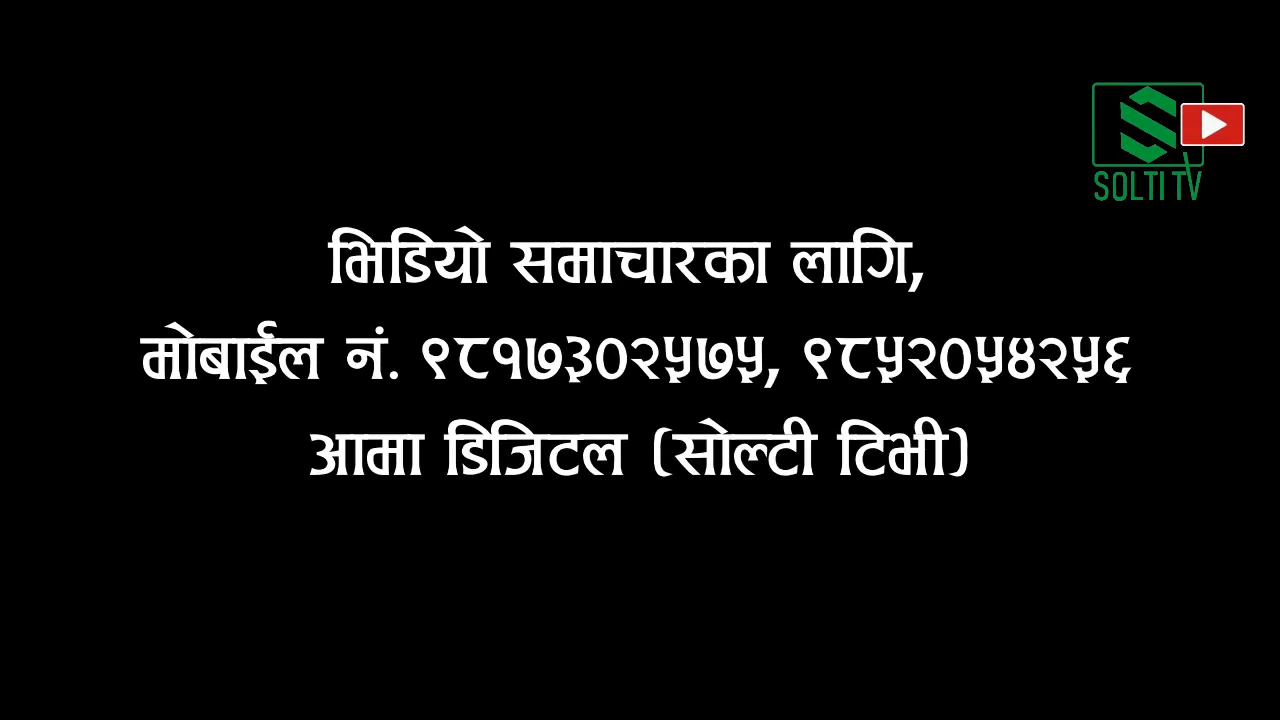 SOLTI TV
भिडियो समाचारका लागि,
मोबाईल नं. ९८१७३०२५७५, ९८५२०५४२५६
आमा डिजिटल (सोल्टी टिभी)